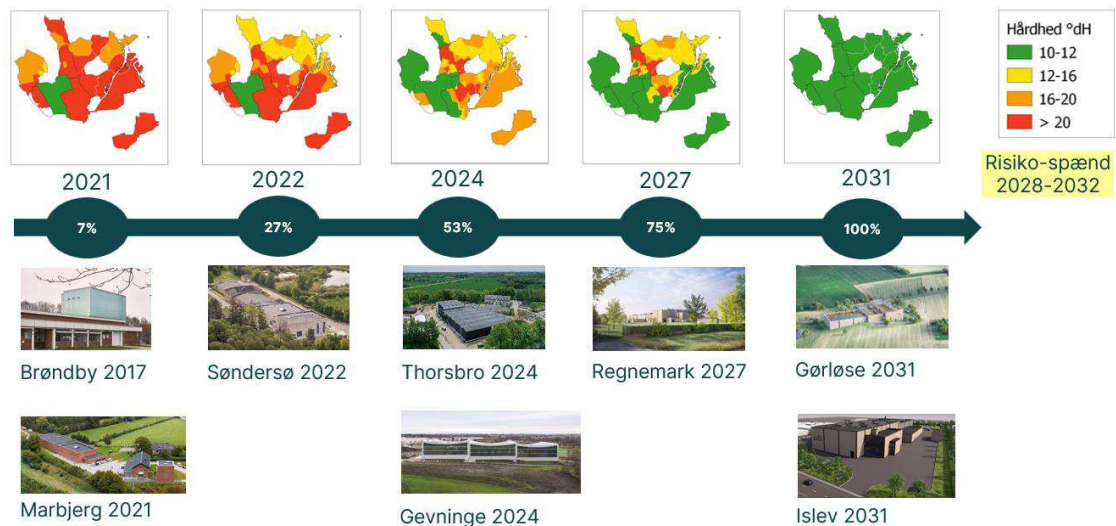 Hårdhed °dH
10-12
12-16
16-20
> 20
Risiko-spænd
2028-2032
2021
2022
2024
2027
2031
7%
27%
53%
75%
100%
Brøndby 2017
Søndersø 2022
Thorsbro 2024
Regnemark 2027
Gørløse 2031
Marbjerg 2021
Gevninge 2024
Islev 2031